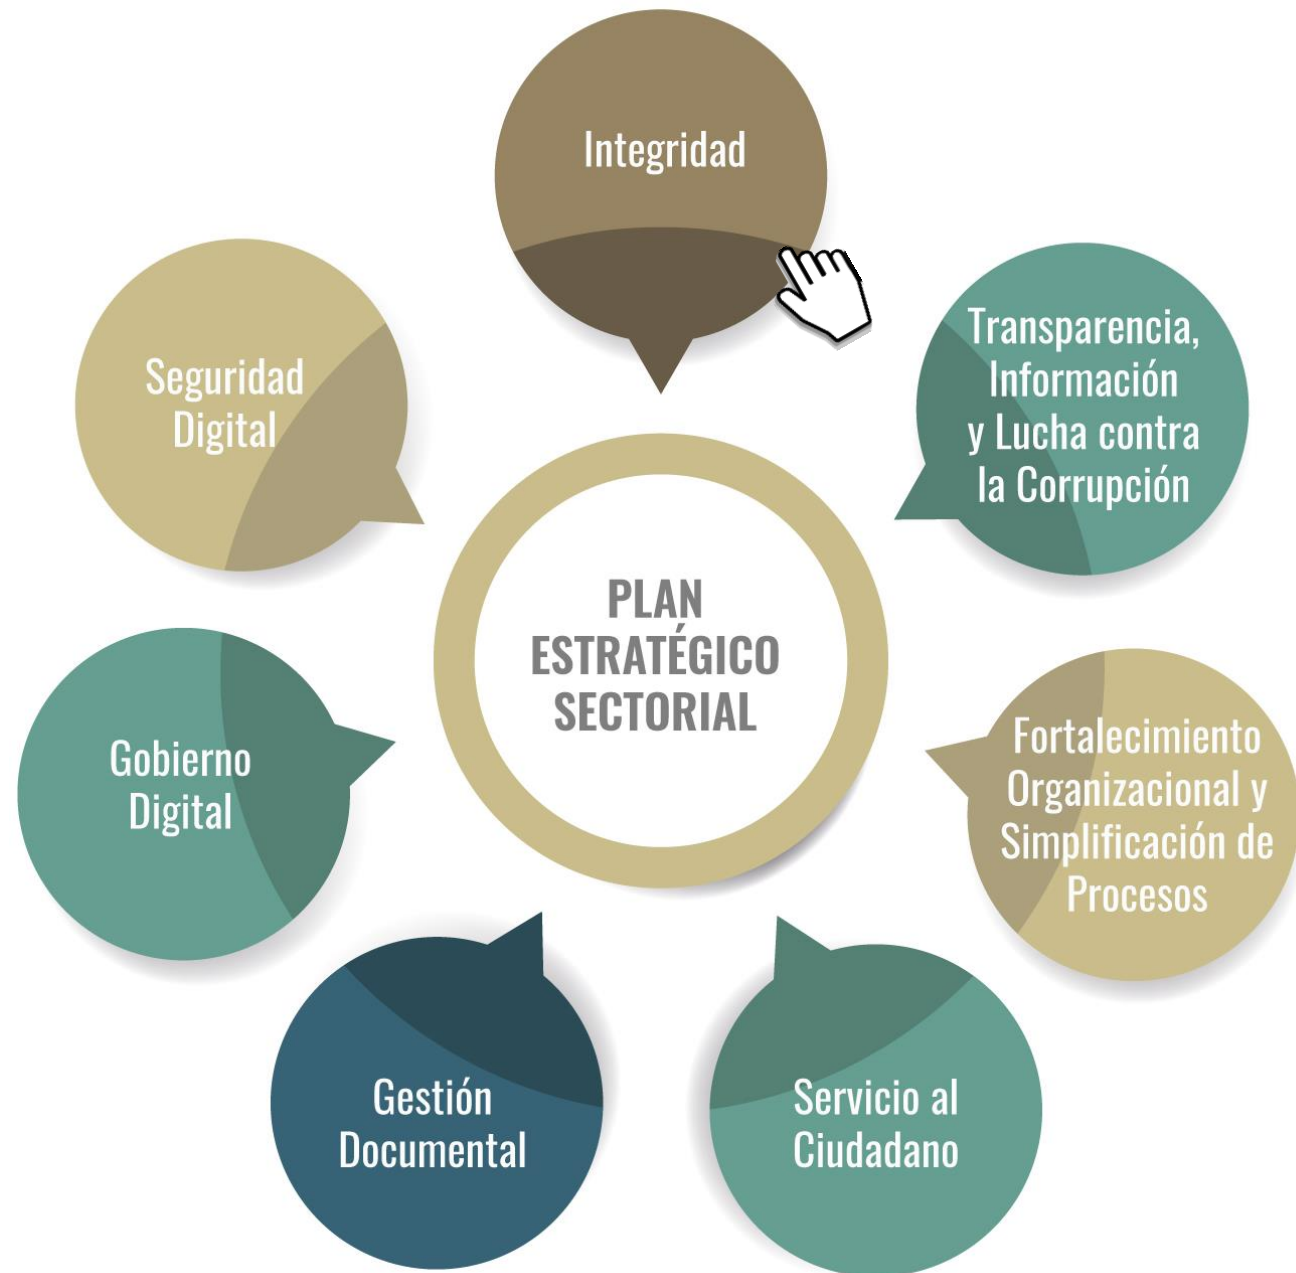 Integridad
Transparencia,
Información
y Lucha contra
la Corrupción
Seguridad
Digital
PLAN
ESTRATÉGICO
SECTORIAL
Fortalecimiento
Organizacional y
Simplificación de
Procesos
Gobierno
Digital
Gestión
Documental
Servicio al
Ciudadano